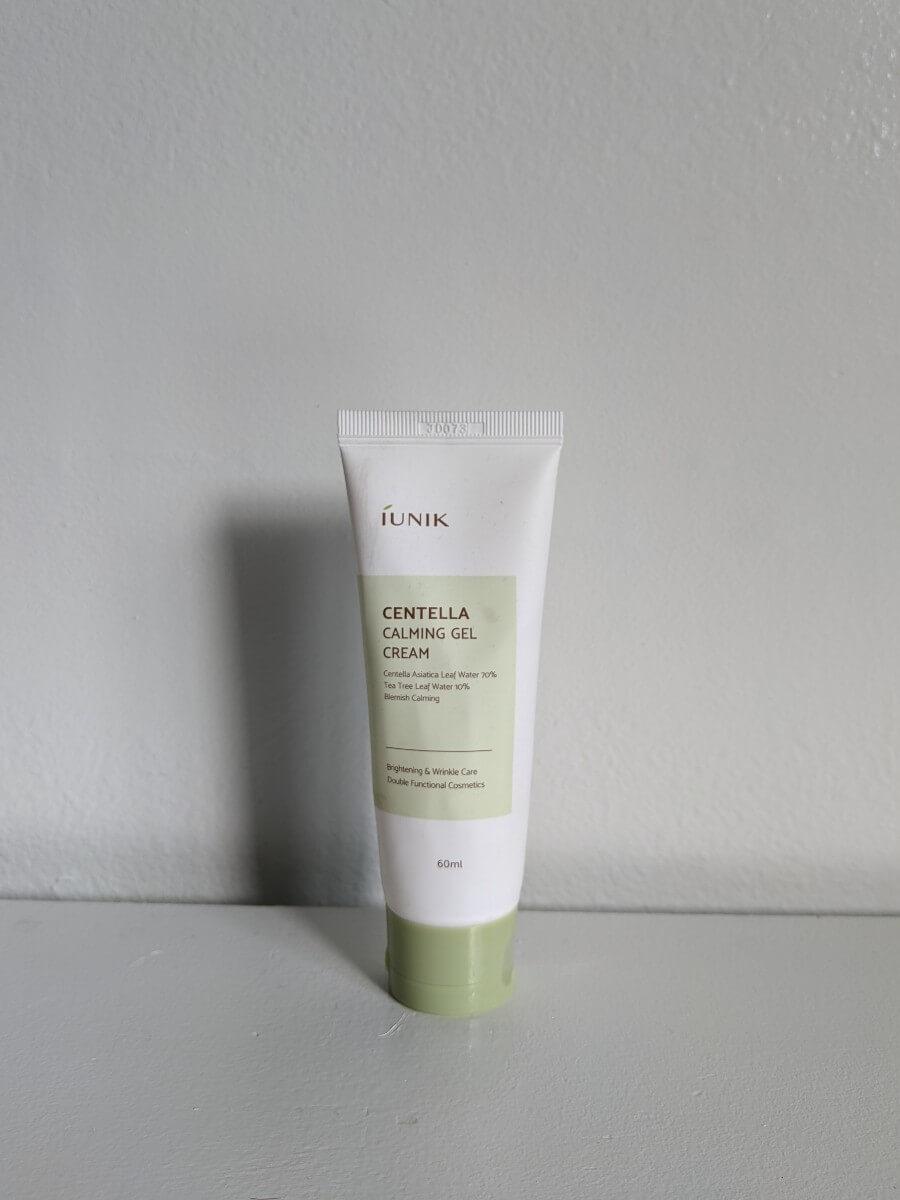 iUNIK
CENTELLA
CALMING GEL
CREAM
Centella Asiatica Leaf Water 70%
Tea Tree Leaf Water 10%
Blemish Calming
Brightening & Wrinkle Care
Double Functional Cosmetics
60ml